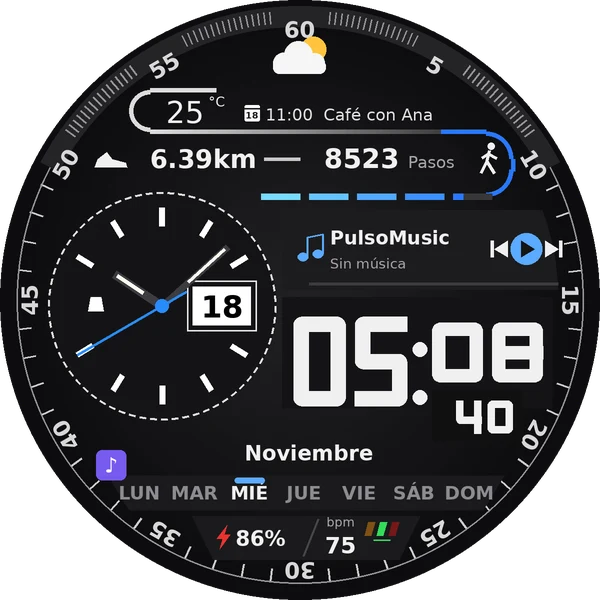 60
55 5
25 °C
18 11:00 Café con Ana
50 6.39km 8523 Pasos 10
PulsoMusic
Sin música
45 18 15
05:08
40
40 20
Noviembre
LUN MAR MIÉ JUE VIE SÁB DOM
35 25
86% bpm
75
30